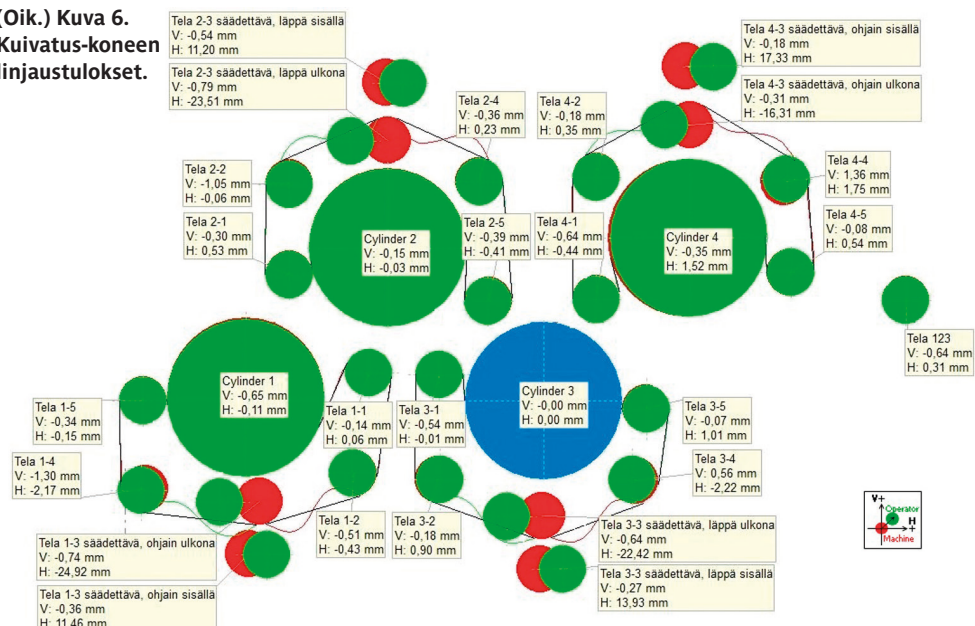 (Oik.) Kuva 6.
Kuivatus-koneen
linjaustulokset.
Tela 2-3 säädettävä, läppä sisällä
V: -0,54 mm
H: 11,20 mm
Tela 2-3 säädettävä, läppä ulkona
V: -0,79 mm
H: -23,51 mm
Tela 2-4
V: -0,36 mm
H: 0,23 mm
Tela 2-2
V: -1,05 mm
H: -0,06 mm
Tela 2-1
V: -0,30 mm
H: 0,53 mm
Cylinder 2
V: -0,15 mm
H: -0,03 mm
Tela 2-5
V: -0,39 mm
H: -0,41 mm
Tela 4-3 säädettävä, ohjain sisällä
V: -0,18 mm
H: 17,33 mm
Tela 4-3 säädettävä, ohjain ulkona
V: -0,31 mm
H: -16,31 mm
Tela 4-2
V: -0,18 mm
H: 0,35 mm
Tela 4-4
V: 1,36 mm
H: 1,75 mm
Tela 4-1
V: -0,64 mm
H: -0,44 mm
Cylinder 4
V: -0,35 mm
H: 1,52 mm
Tela 4-5
V: -0,08 mm
H: 0,54 mm
Tela 123
V: -0,64 mm
H: 0,31 mm
Cylinder 1
V: -0,65 mm
H: -0,11 mm
Tela 1-5
V: -0,34 mm
H: -0,15 mm
Tela 1-1
V: -0,14 mm
H: 0,06 mm
Tela 1-4
V: -1,30 mm
H: -2,17 mm
Tela 1-2
V: -0,51 mm
H: -0,43 mm
Tela 1-3 säädettävä, ohjain ulkona
V: -0,74 mm
H: -24,92 mm
Tela 1-3 säädettävä, ohjain sisällä
V: -0,36 mm
H: 11,46 mm
Tela 3-1
V: -0,54 mm
H: -0,01 mm
Cylinder 3
V: -0,00 mm
H: 0,00 mm
Tela 3-5
V: -0,07 mm
H: 1,01 mm
Tela 3-4
V: 0,56 mm
H: -2,22 mm
Tela 3-2
V: -0,18 mm
H: 0,90 mm
Tela 3-3 säädettävä, läppä ulkona
V: -0,64 mm
H: -22,42 mm
Tela 3-3 säädettävä, läppä sisällä
V: -0,27 mm
H: 13,93 mm
V+
Operator
H
+
Machine